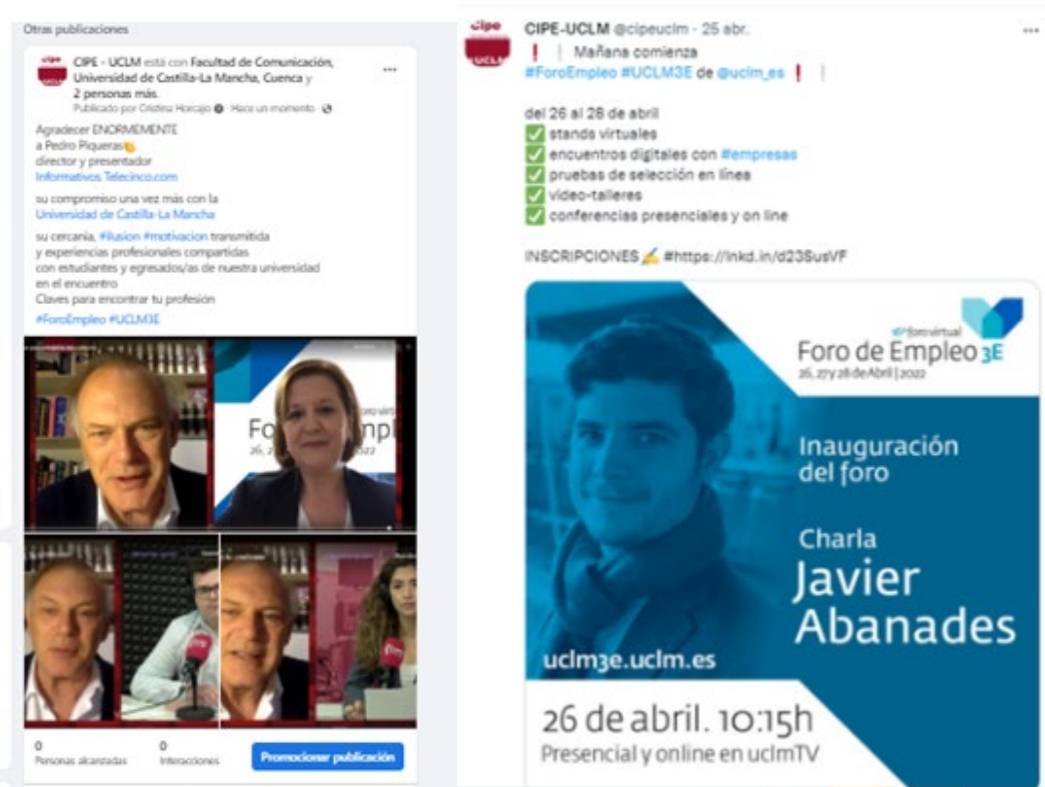 Otras publicaciones
cipe
UCLM
CIPE - UCLM está con Facultad de Comunicación,
Universidad de Castilla-La Mancha, Cuenca y
2 personas más.
Publicado por Cristina Horcajo · Hace un momento ·
Agradecer ENORMEMENTE
a Pedro Piqueras
director y presentador
Informativos Telecinco.com
su compromiso una vez más con la
Universidad de Castilla-La Mancha
su cercanía, #ilusion #motivacion transmitida
y experiencias profesionales compartidas
con estudiantes y egresados/as de nuestra universidad
en el encuentro
Claves para encontrar tu profesión
#ForoEmpleo #UCLM3E
0
Personas alcanzadas
0
Interacciones
Promocionar publicación
cipe
UCLM
CIPE-UCLM @cipeuclm · 25 abr.
❗ | Mañana comienza
#ForoEmpleo #UCLM3E de @uclm_es ❗ |
del 26 al 28 de abril
✅ stands virtuales
✅ encuentros digitales con #empresas
✅ pruebas de selección en línea
✅ video-talleres
✅ conferencias presenciales y on line
INSCRIPCIONES ✍ #https://lnkd.in/d23SusVF
foro virtual
Foro de Empleo 3E
26, 27 y 28 de Abril | 2022
Inauguración
del foro
Charla
Javier
Abanades
uclm3e.uclm.es
26 de abril. 10:15h
Presencial y online en uclmTV